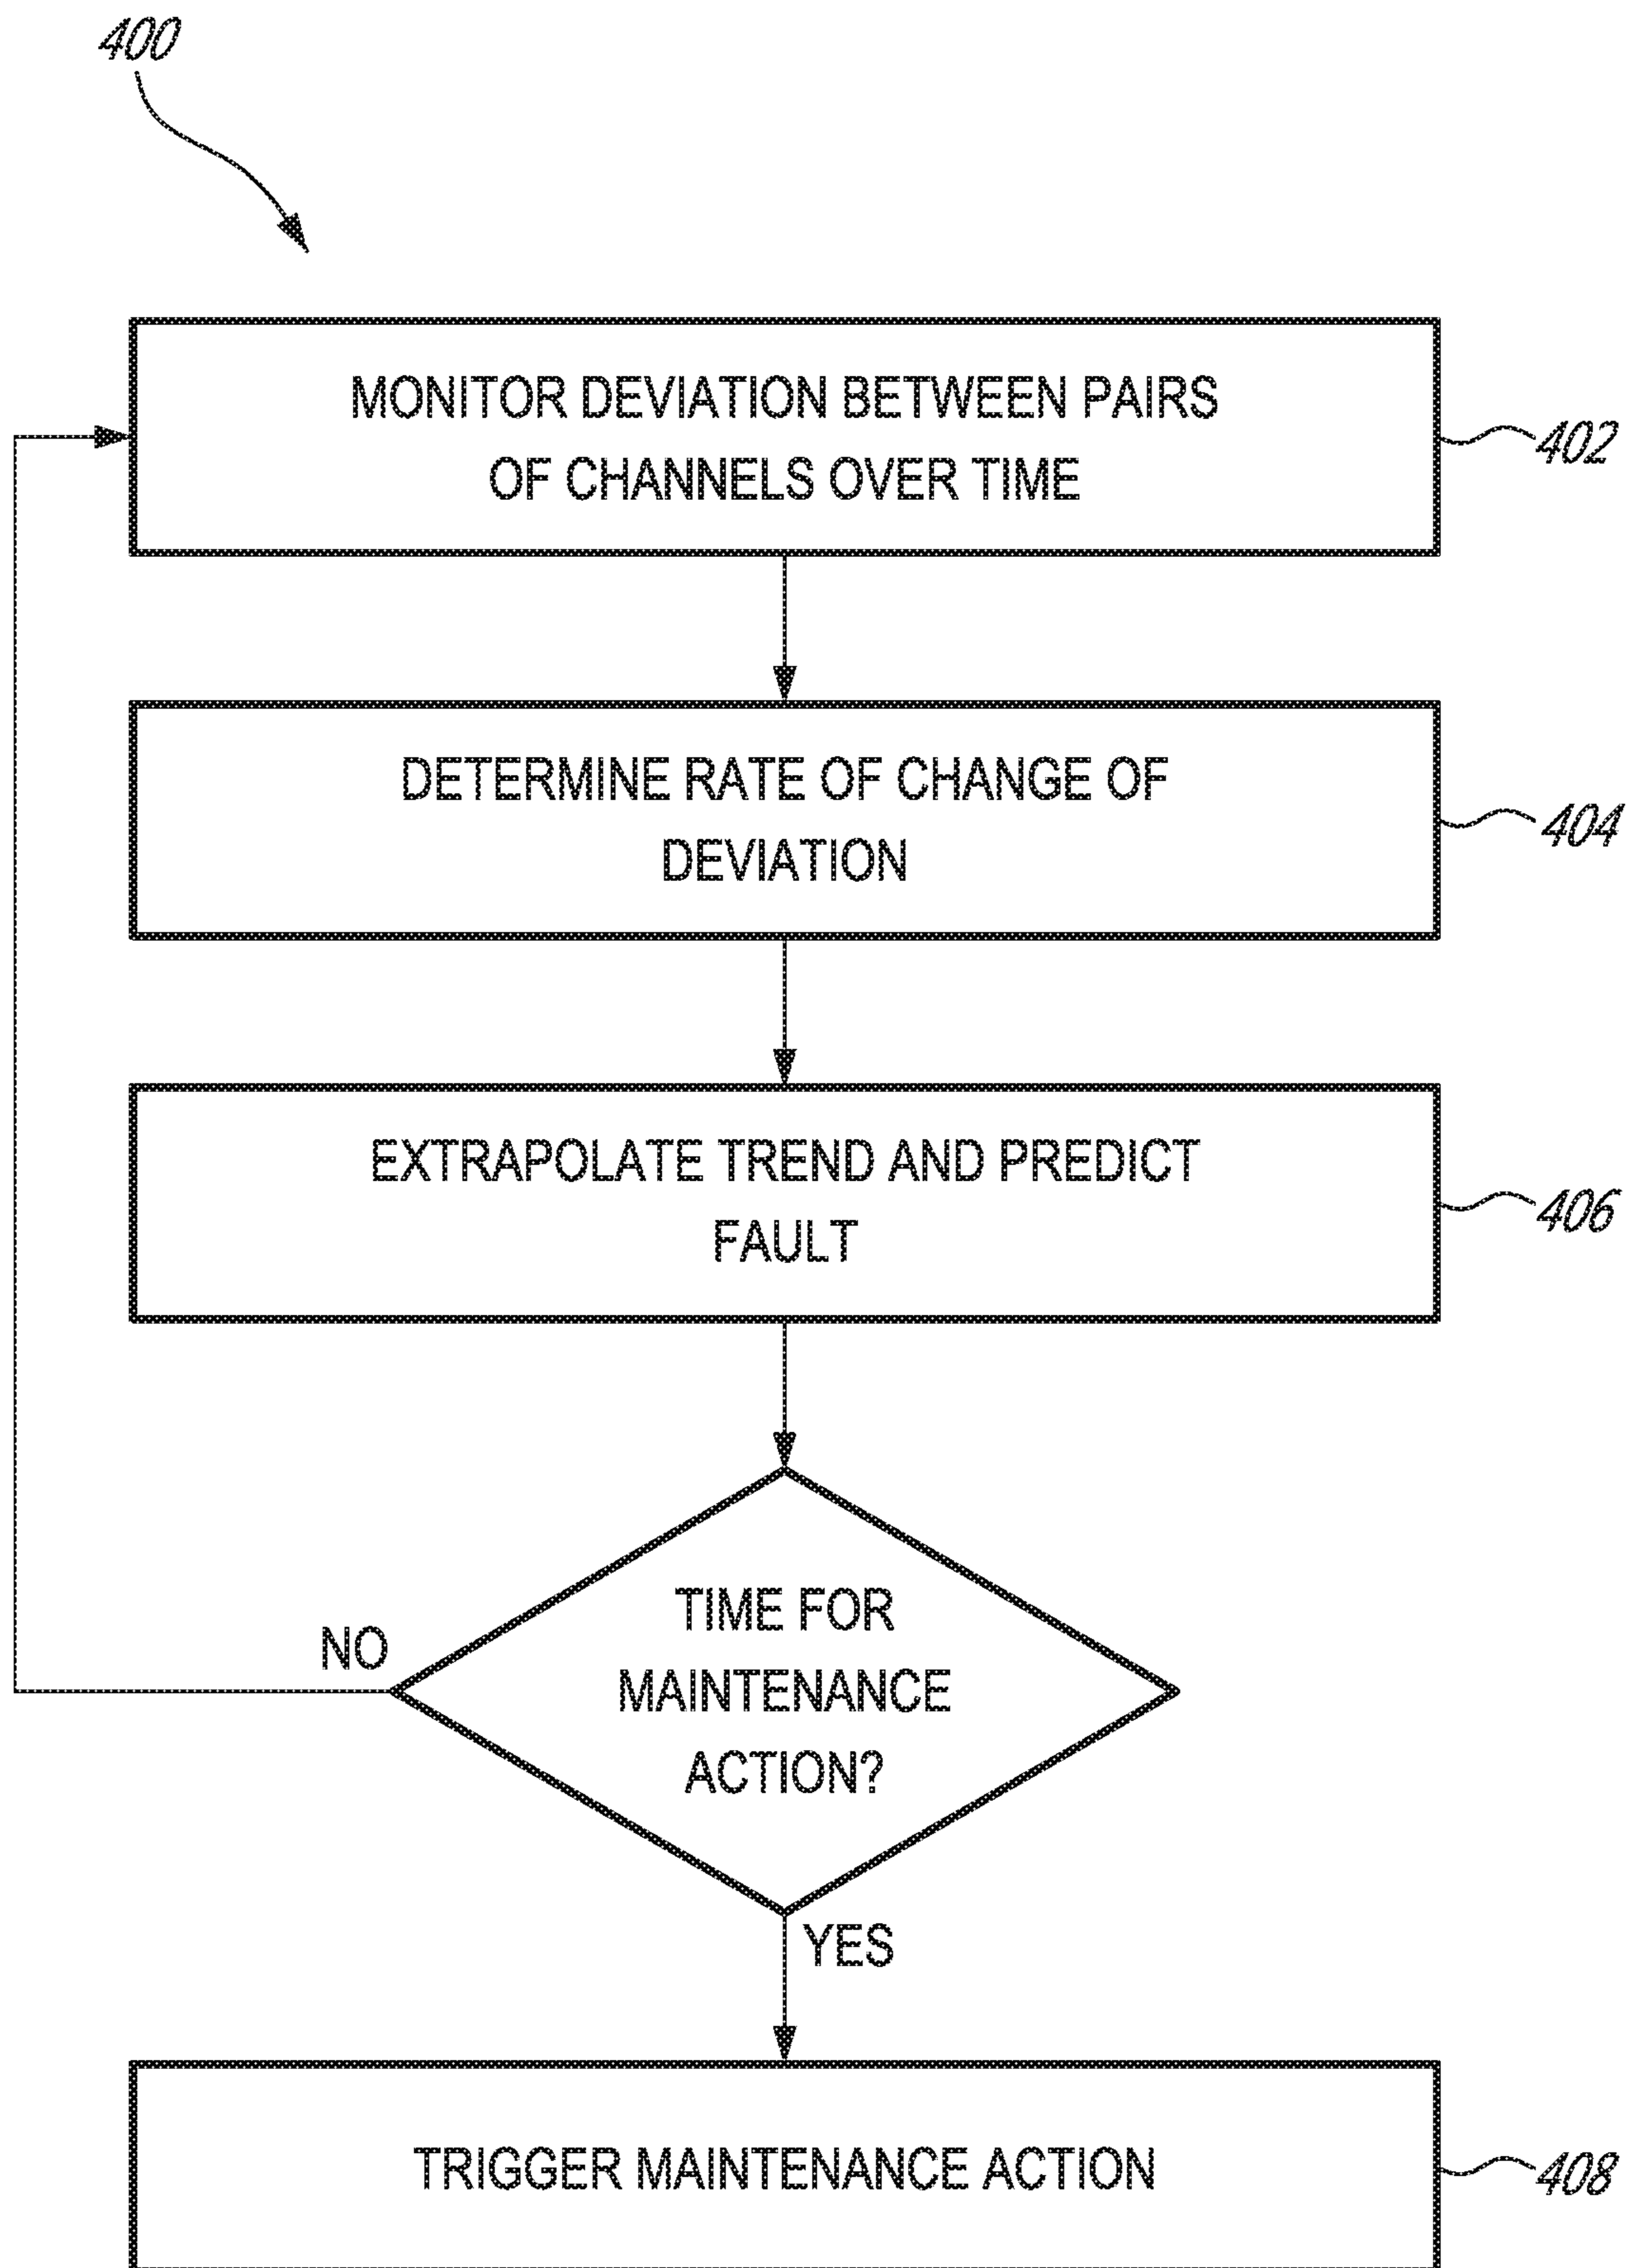 400
MONITOR DEVIATION BETWEEN PAIRS
OF CHANNELS OVER TIME
402
DETERMINE RATE OF CHANGE OF
DEVIATION
404
EXTRAPOLATE TREND AND PREDICT
FAULT
406
TIME FOR
MAINTENANCE
ACTION?
NO
YES
TRIGGER MAINTENANCE ACTION
408